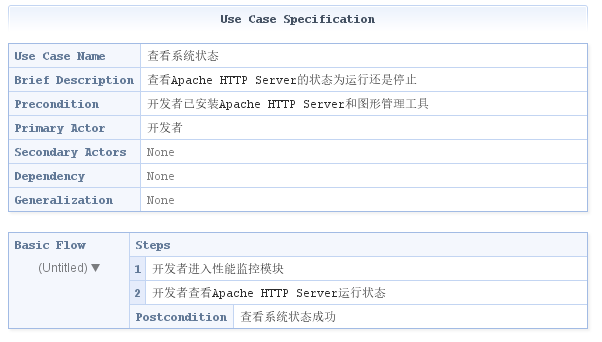 Use Case Specification
Use Case Name 查看系统状态
Brief Description 查看Apache HTTP Server的状态为运行还是停止
Precondition 开发者已安装Apache HTTP Server和图形管理工具
Primary Actor 开发者
Secondary Actors None
Dependency None
Generalization None
Basic Flow Steps
(Untitled) ▼
1 开发者进入性能监控模块
2 开发者查看Apache HTTP Server运行状态
Postcondition 查看系统状态成功